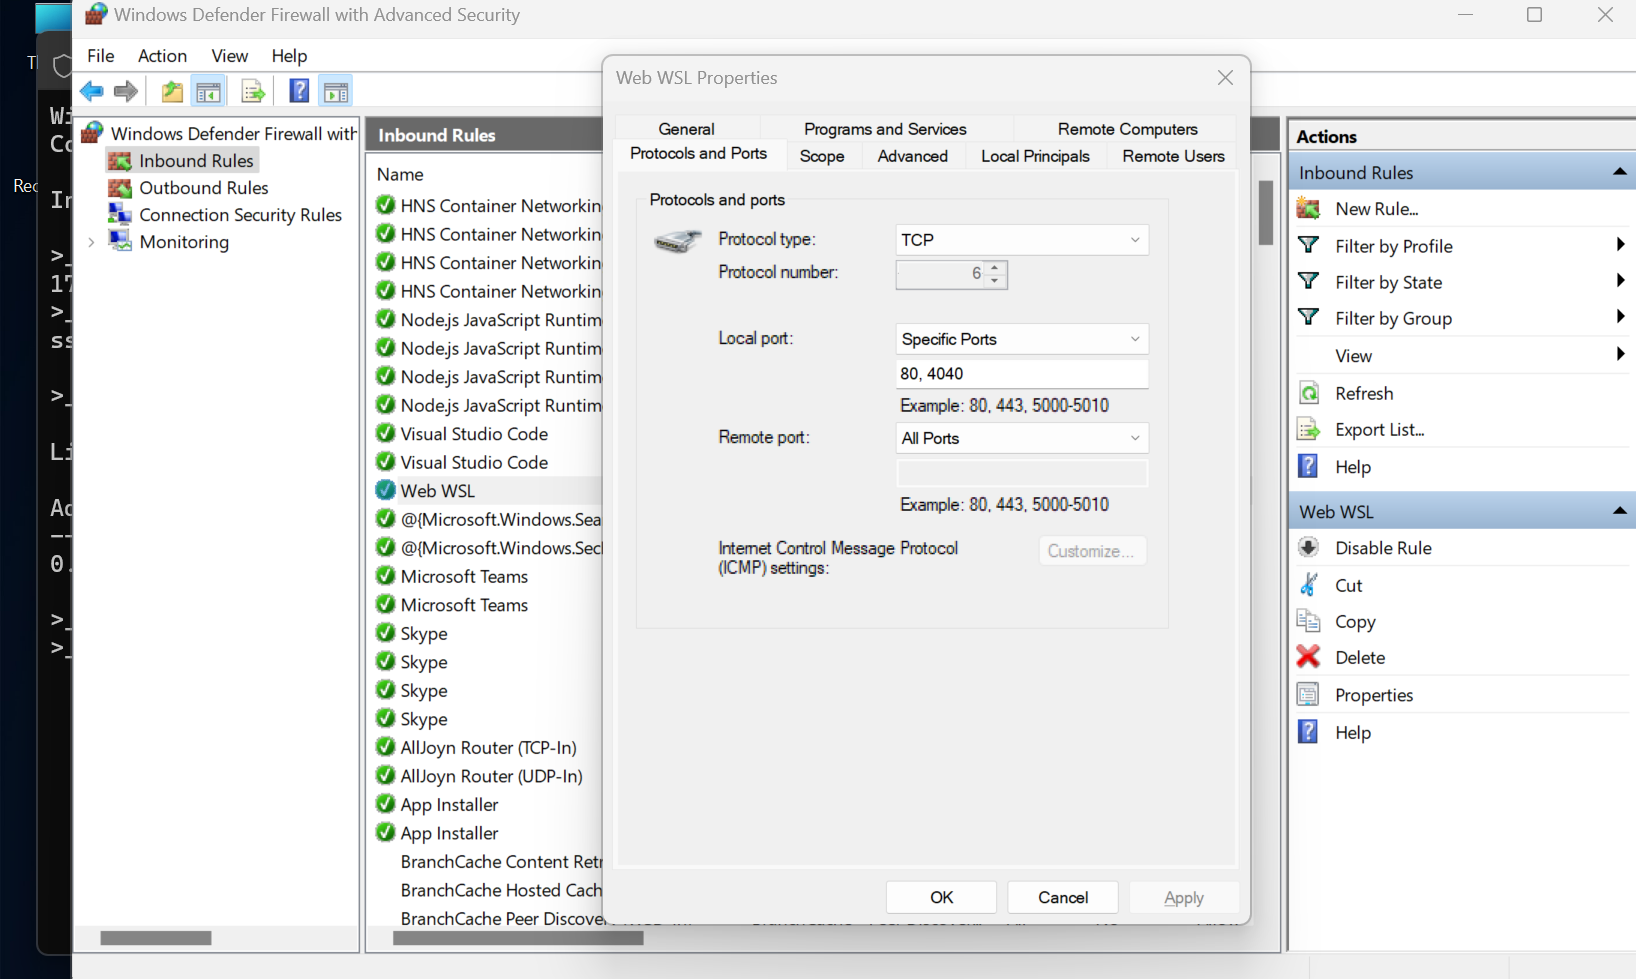 Windows Defender Firewall with Advanced Security
File Action View Help
Windows Defender Firewall with
Inbound Rules
Outbound Rules
Connection Security Rules
Monitoring
Inbound Rules
Name
HNS Container Networkin
HNS Container Networkin
HNS Container Networkin
HNS Container Networkin
Node.js JavaScript Runtim
Node.js JavaScript Runtim
Node.js JavaScript Runtim
Node.js JavaScript Runtim
Visual Studio Code
Visual Studio Code
Web WSL
@{Microsoft.Windows.Sea
@{Microsoft.Windows.Sec
Microsoft Teams
Microsoft Teams
Skype
Skype
Skype
Skype
AllJoyn Router (TCP-In)
AllJoyn Router (UDP-In)
App Installer
App Installer
BranchCache Content Retr
BranchCache Hosted Cach
BranchCache Peer Discove
Web WSL Properties
General Programs and Services Remote Computers
Protocols and Ports Scope Advanced Local Principals Remote Users
Protocols and ports
Protocol type: TCP
Protocol number: 6
Local port: Specific Ports
80, 4040
Example: 80, 443, 5000-5010
Remote port: All Ports
Example: 80, 443, 5000-5010
Internet Control Message Protocol
(ICMP) settings: Customize...
OK Cancel Apply
Actions
Inbound Rules
New Rule...
Filter by Profile
Filter by State
Filter by Group
View
Refresh
Export List...
Help
Web WSL
Disable Rule
Cut
Copy
Delete
Properties
Help
Rec
Wi
Co
In
>_
17
>_
ss
>_
Li
Ad
--
0.
>_
>_